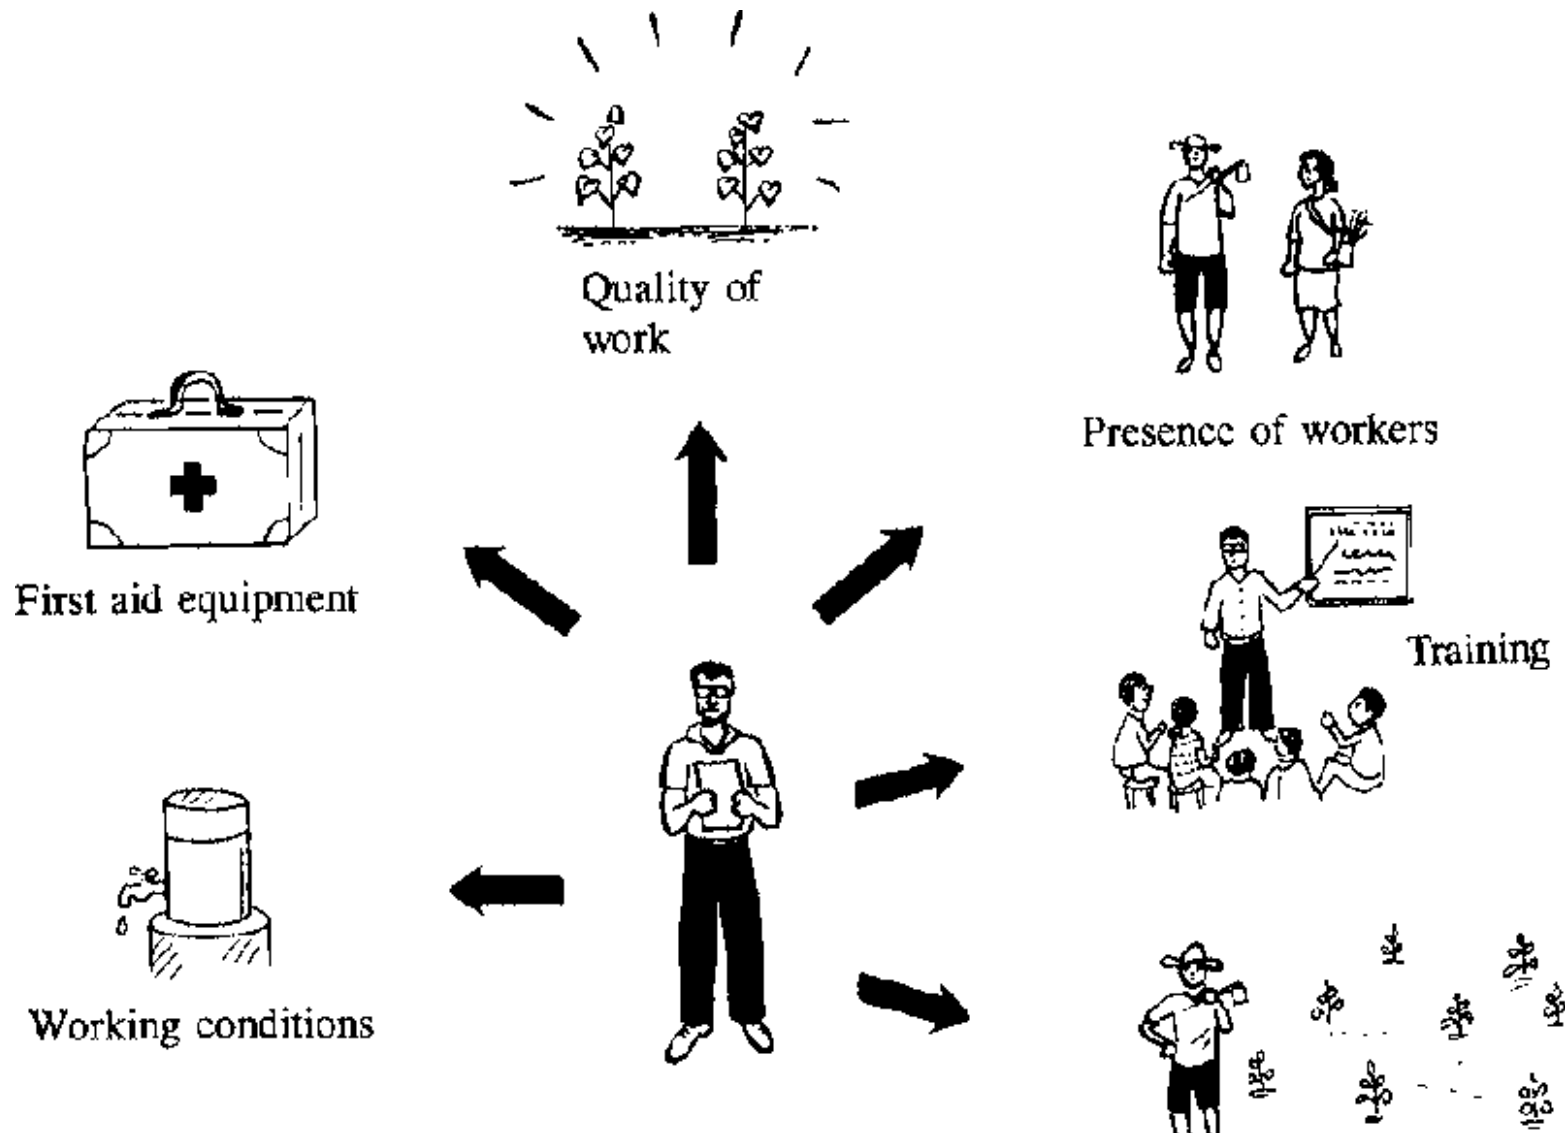 Quality of
work
Presence of workers
First aid equipment
Training
Working conditions